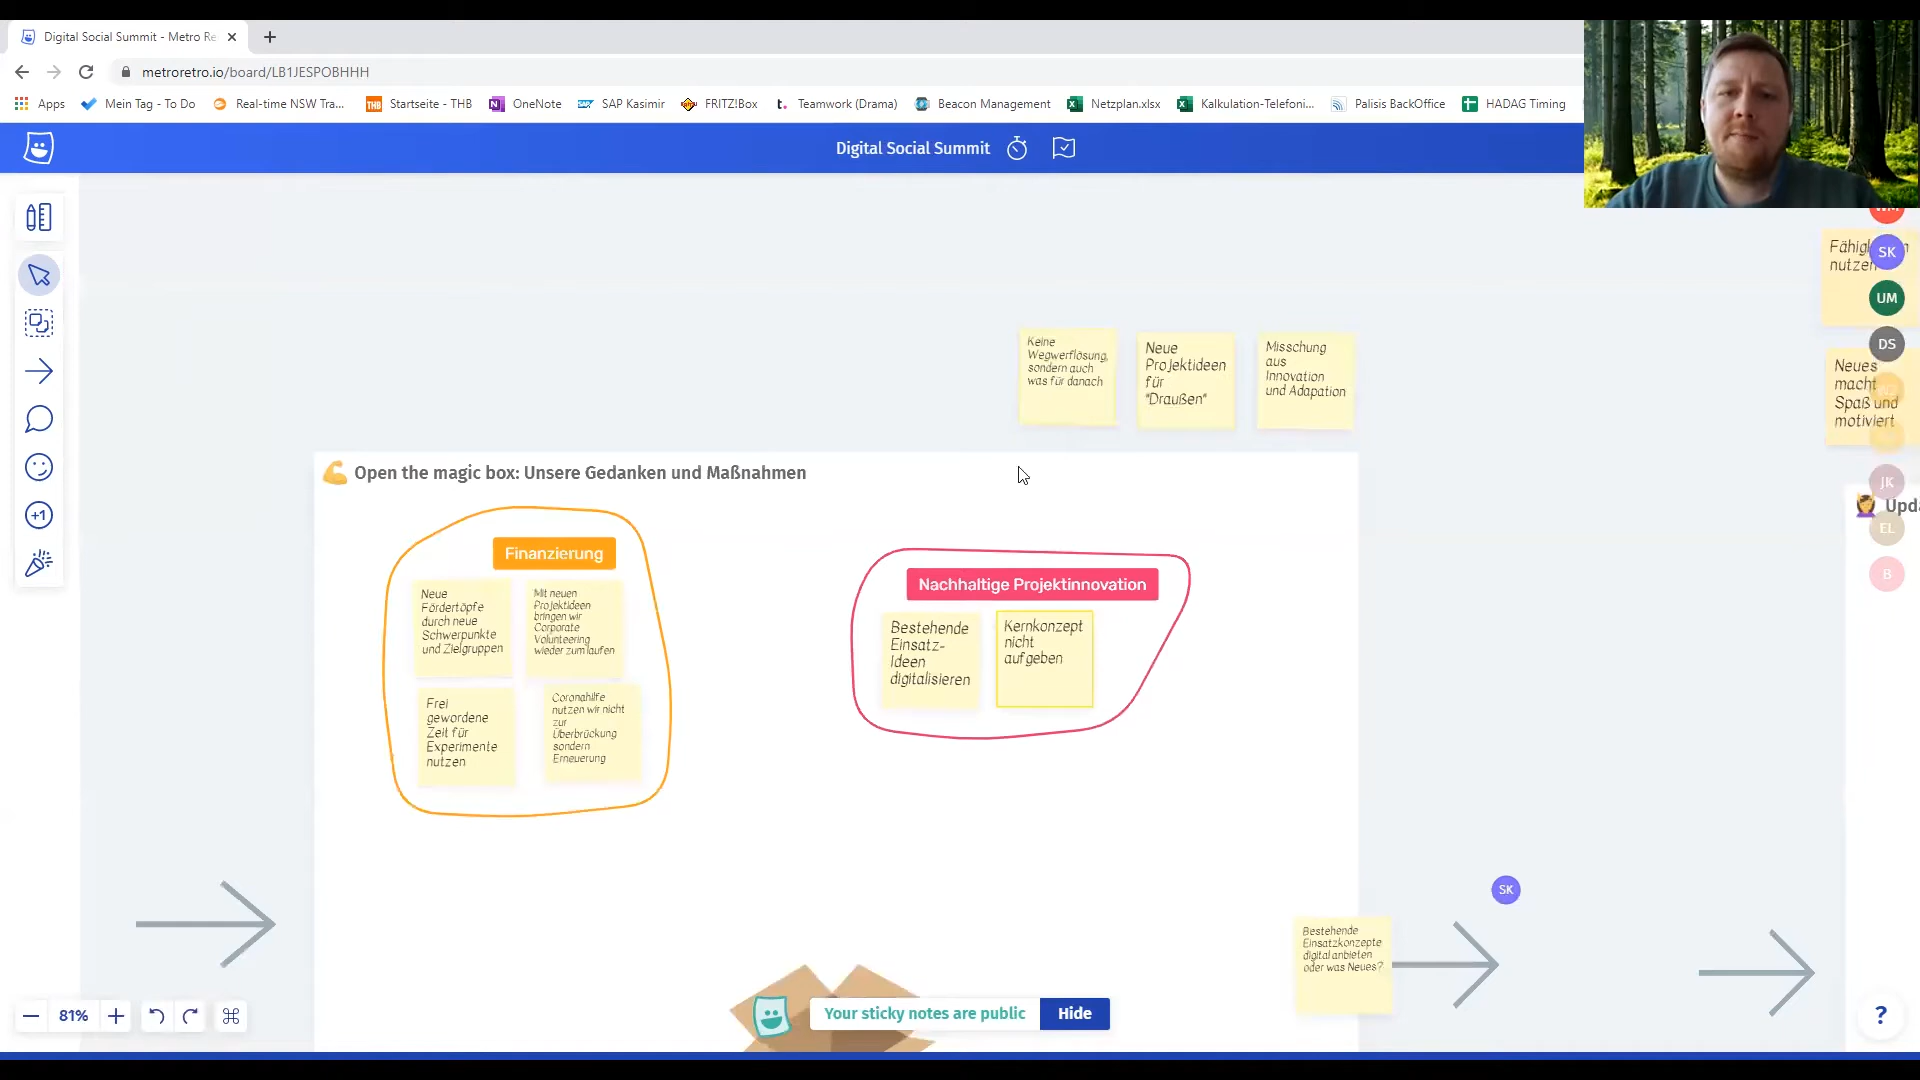 Digital Social Summit - Metro Re
metroretro.io/board/LB1JESPOBHHH
Apps
Mein Tag - To Do
Real-time NSW Tra...
THB
Startseite - THB
OneNote
SAP Kasimir
FRITZ!Box
Teamwork (Drama)
Beacon Management
Netzplan.xlsx
Kalkulation-Telefoni...
Palisis BackOffice
HADAG Timing
Digital Social Summit
SK
UM
DS
JK
EL
B
nutzen
Neues
macht
Spaß und
motiviert
Keine
Wegwerflösung,
sondern auch
was für danach
Neue
Projektideen
für
"Draußen"
Misschung
aus
Innovation
und Adapation
Open the magic box: Unsere Gedanken und Maßnahmen
Finanzierung
Neue
Fördertöpfe
durch neue
Schwerpunkte
und Zielgruppen
Mit neuen
Projektideen
bringen wir
Corporate
Volunteering
wieder zum laufen
Frei
gewordene
Zeit für
Experimente
nutzen
Coronahilfe
nutzen wir nicht
zur
Überbrückung
sondern
Erneuerung
Nachhaltige Projektinnovation
Bestehende
Einsatz-
Ideen
digitalisieren
Kernkonzept
nicht
aufgeben
+1
SK
Bestehende
Einsatzkonzepte
digital anbieten
oder was Neues?
81%
Your sticky notes are public
Hide
?